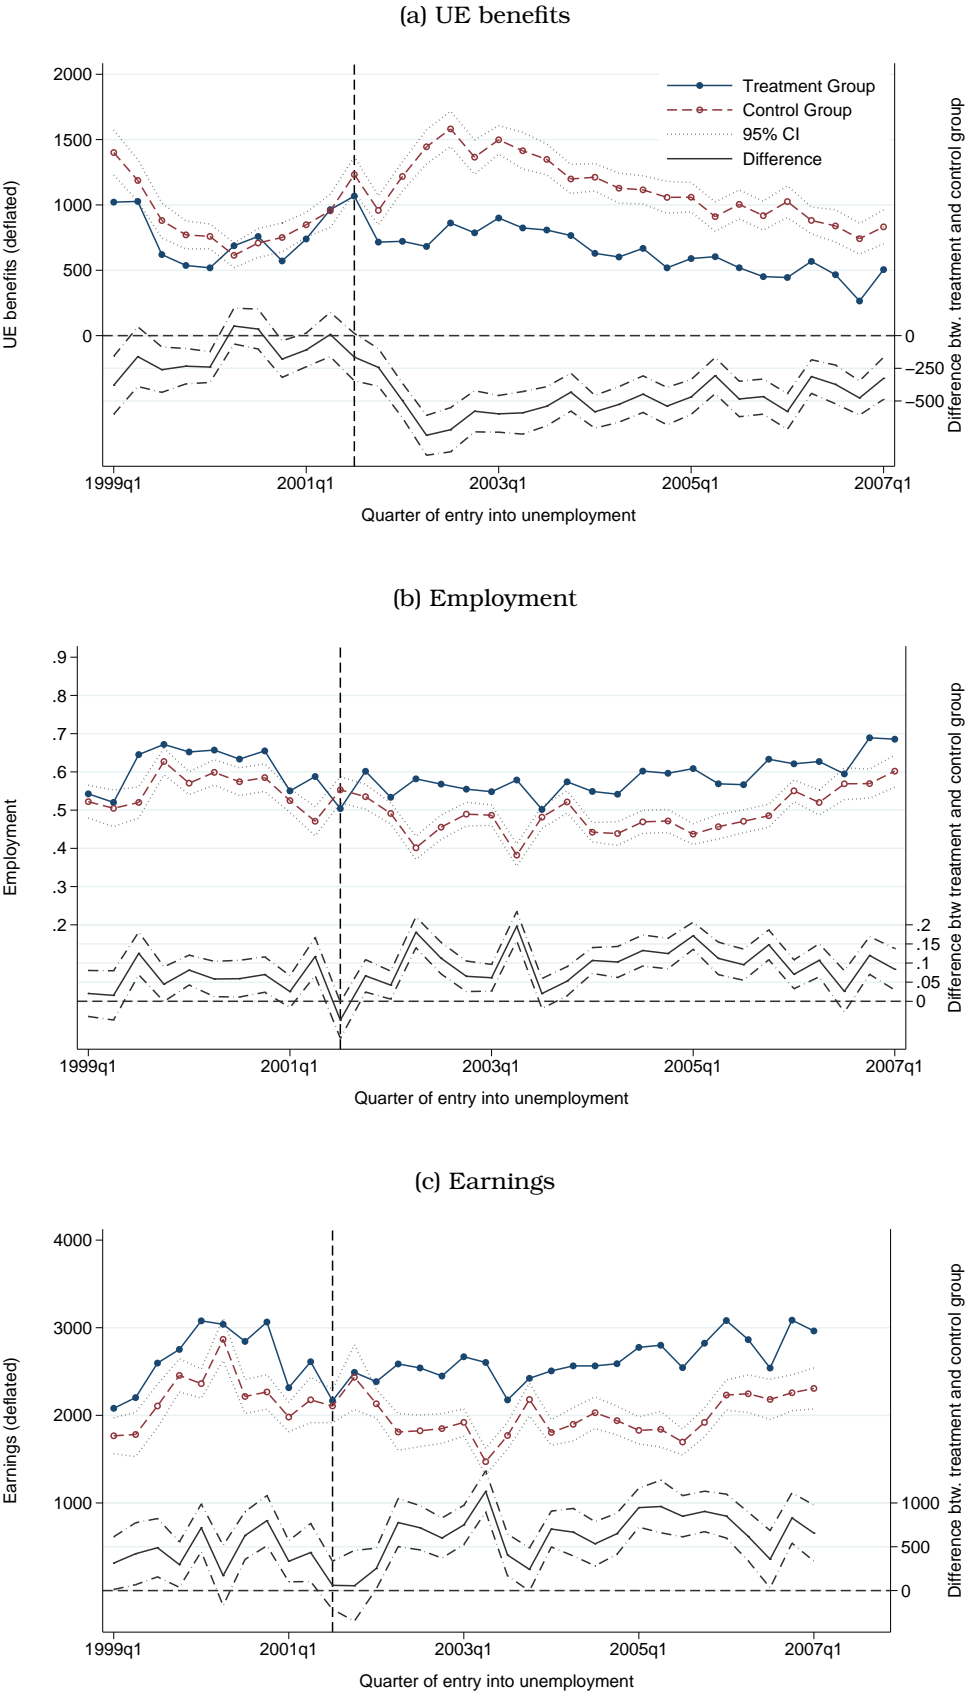 (a) UE benefits
2000
1500
1000
500
0
UE benefits (deflated)
Treatment Group
Control Group
95% CI
Difference
0
−250
−500
Difference btw. treatment and control group
1999q1 2001q1 2003q1 2005q1 2007q1
Quarter of entry into unemployment
(b) Employment
.9
.8
.7
.6
.5
.4
.3
.2
Employment
.2
.15
.1
.05
0
Difference btw treatment and control group
1999q1 2001q1 2003q1 2005q1 2007q1
Quarter of entry into unemployment
(c) Earnings
4000
3000
2000
1000
Earnings (deflated)
1000
500
0
Difference btw. treatment and control group
1999q1 2001q1 2003q1 2005q1 2007q1
Quarter of entry into unemployment